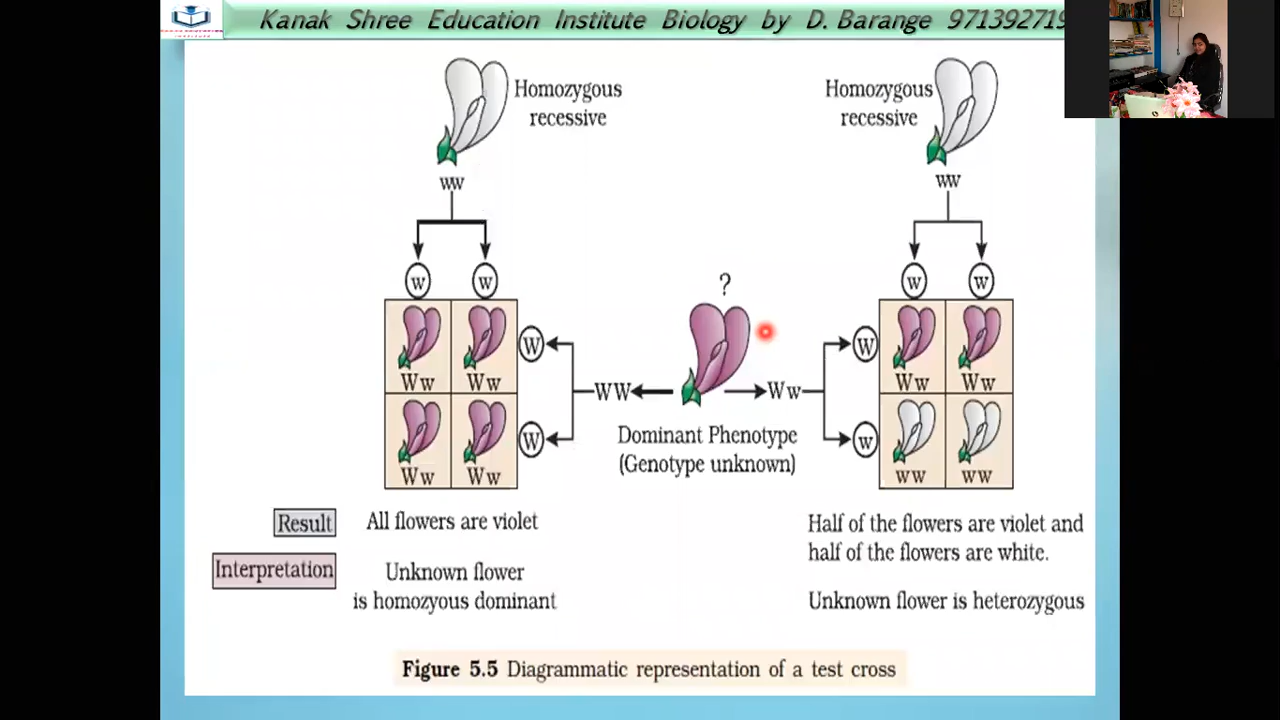 Kanak Shree Education Institute Biology by D. Barange 971392719
Homozygous
recessive
Homozygous
recessive
ww
ww
w w
w w
?
Ww Ww
Ww Ww
W
W
WW
Ww
W
w
Ww Ww
ww ww
Dominant Phenotype
(Genotype unknown)
Result
All flowers are violet
Half of the flowers are violet and
half of the flowers are white.
Interpretation
Unknown flower
is homozyous dominant
Unknown flower is heterozygous
Figure 5.5 Diagrammatic representation of a test cross